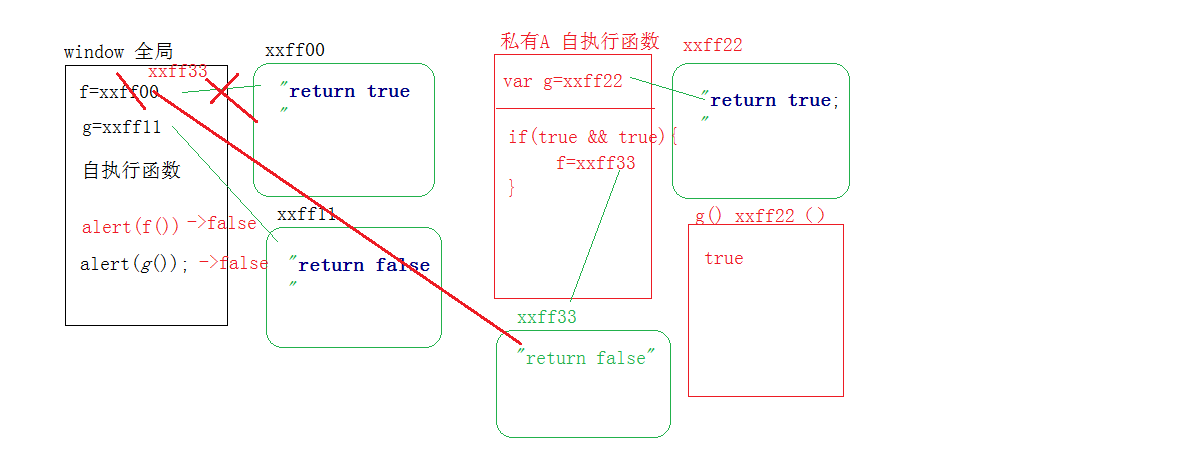 window 全局
xxff33
f=xxff00
g=xxff11
自执行函数
alert(f()) ->false
alert(g()); ->false
xxff00
"return true
"
xxff11
"return false
"
私有A 自执行函数
var g=xxff22
if(true && true){
f=xxff33
}
xxff22
"return true;
"
g() xxff22 ()
true
xxff33
"return false"